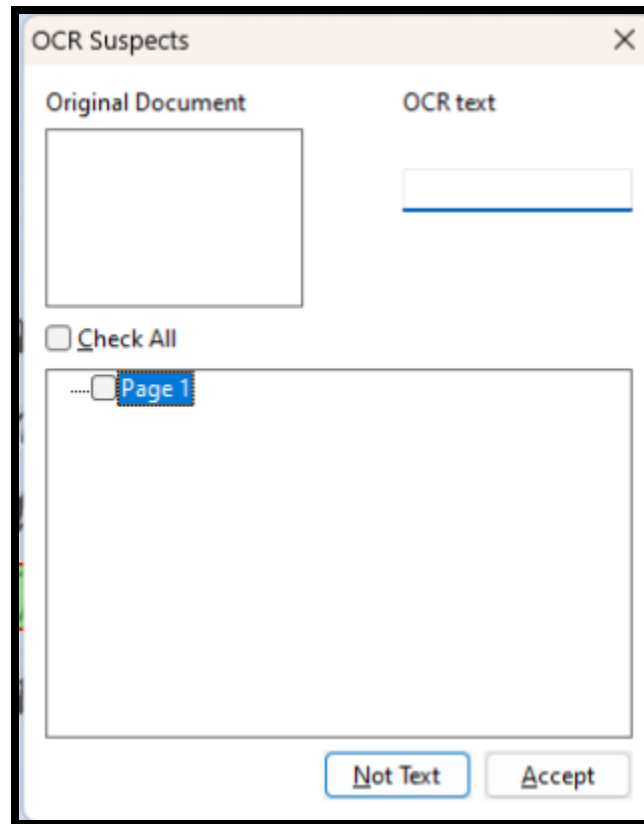 OCR Suspects
Original Document
OCR text
Check All
Page 1
Not Text
Accept